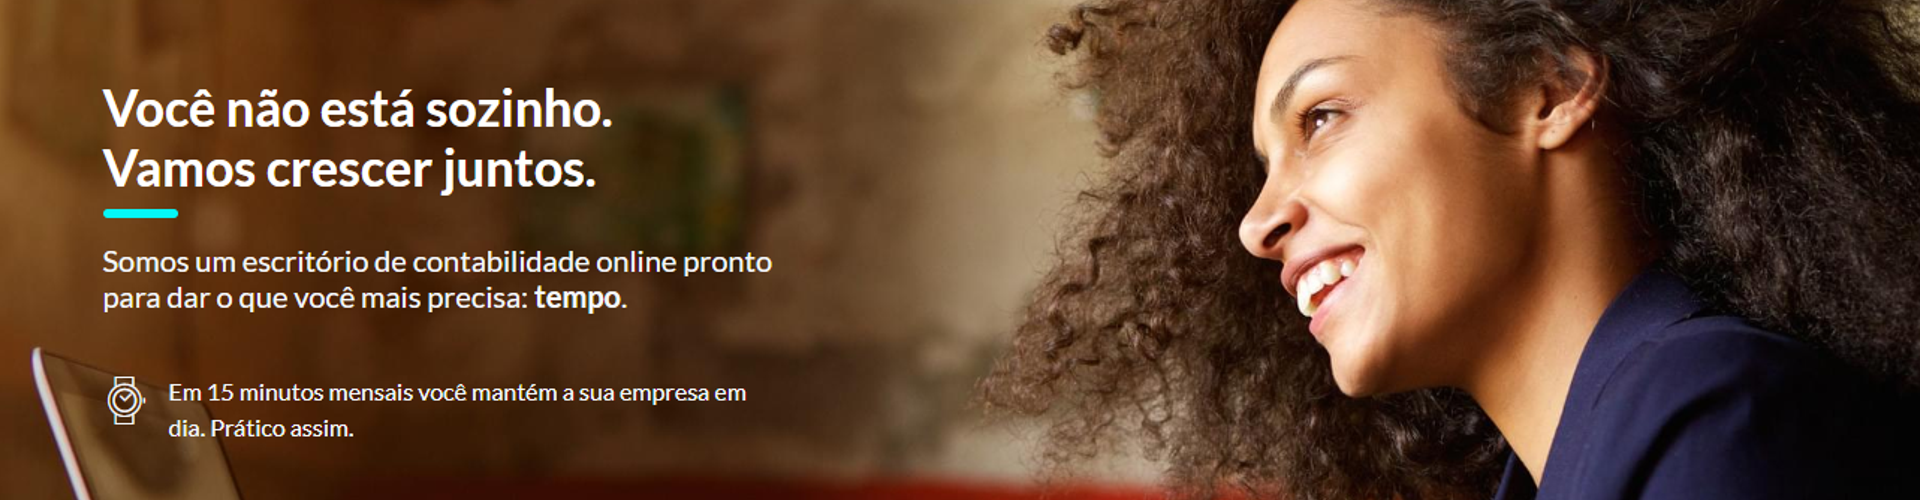 Você não está sozinho.
Vamos crescer juntos.
Somos um escritório de contabilidade online pronto
para dar o que você mais precisa: tempo.
Em 15 minutos mensais você mantém a sua empresa em
dia. Prático assim.